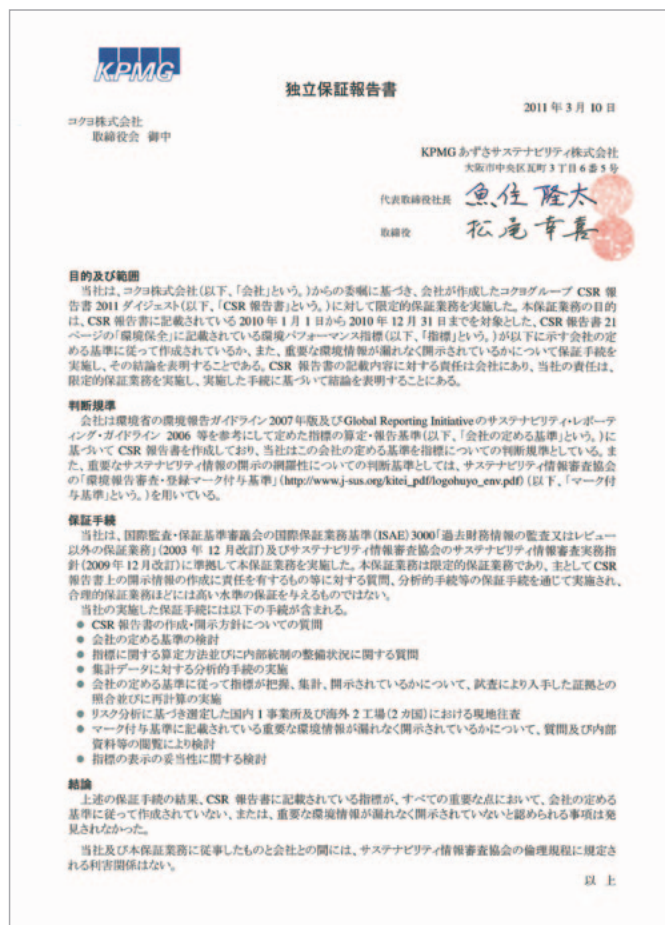 KPMG
独立保証報告書
2011 年 3 月 10 日
コクヨ株式会社
取締役会 御中
KPMG あずさサステナビリティ株式会社
大阪市中央区瓦町 3 丁目 6 番 5 号
代表取締役社長 魚住 隆太
取締役 松尾 幸喜
目的及び範囲
当社は、コクヨ株式会社(以下、「会社」という。)からの委嘱に基づき、会社が作成したコクヨグループ CSR 報
告書 2011 ダイジェスト(以下、「CSR 報告書」という。)に対して限定的保証業務を実施した。本保証業務の目的
は、CSR 報告書に記載されている 2010 年 1 月 1 日から 2010 年 12 月 31 日までを対象とした、CSR 報告書 21
ページの「環境保全」に記載されている環境パフォーマンス指標(以下、「指標」という。)が以下に示す会社の定
める基準に従って作成されているか、また、重要な環境情報が漏れなく開示されているかについて保証手続を
実施し、その結論を表明することである。CSR 報告書の記載内容に対する責任は会社にあり、当社の責任は、
限定的保証業務を実施し、実施した手続に基づいて結論を表明することにある。
判断規準
会社は環境省の環境報告ガイドライン 2007 年版及び Global Reporting Initiative のサステナビリティ・レポーテ
ィング・ガイドライン 2006 等を参考にして定めた指標の算定・報告基準(以下、「会社の定める基準」という。)に
基づいて CSR 報告書を作成しており、当社はこの会社の定める基準を指標についての判断規準としている。ま
た、重要なサステナビリティ情報の開示の網羅性についての判断基準としては、サステナビリティ情報審査協会
の「環境報告審査・登録マーク付与基準」(http://www.j-sus.org/kitei_pdf/logohuyo_env.pdf)(以下、「マーク付
与基準」という。)を用いている。
保証手続
当社は、国際監査・保証基準審議会の国際保証業務基準(ISAE)3000「過去財務情報の監査又はレビュー
以外の保証業務」(2003 年 12 月改訂)及びサステナビリティ情報審査協会のサステナビリティ情報審査実務指
針(2009 年 12 月改訂)に準拠して本保証業務を実施した。本保証業務は限定的保証業務であり、主として CSR
報告書上の開示情報の作成に責任を有するもの等に対する質問、分析的手続等の保証手続を通じて実施され、
合理的保証業務ほどには高い水準の保証を与えるものではない。
当社の実施した保証手続には以下の手続が含まれる。
● CSR 報告書の作成・開示方針についての質問
● 会社の定める基準の検討
● 指標に関する算定方法並びに内部統制の整備状況に関する質問
● 集計データに対する分析的手続の実施
● 会社の定める基準に従って指標が把握、集計、開示されているかについて、試査により入手した証拠との
照合並びに再計算の実施
● リスク分析に基づき選定した国内 1 事業所及び海外 2 工場(2 カ国)における現地往査
● マーク付与基準に記載されている重要な環境情報が漏れなく開示されているかについて、質問及び内部
資料等の閲覧により検討
● 指標の表示の妥当性に関する検討
結論
上述の保証手続の結果、CSR 報告書に記載されている指標が、すべての重要な点において、会社の定める
基準に従って作成されていない、または、重要な環境情報が漏れなく開示されていないと認められる事項は発
見されなかった。
当社及び本保証業務に従事したものと会社との間には、サステナビリティ情報審査協会の倫理規程に規定さ
れる利害関係はない。
以 上